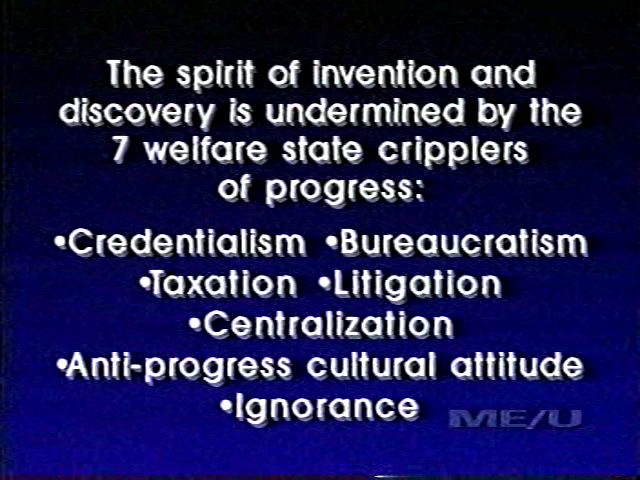 The spirit of invention and
discovery is undermined by the
7 welfare state cripplers
of progress:
•Credentialism •Bureaucratism
•Taxation •Litigation
•Centralization
•Anti-progress cultural attitude
•Ignorance
ME/U